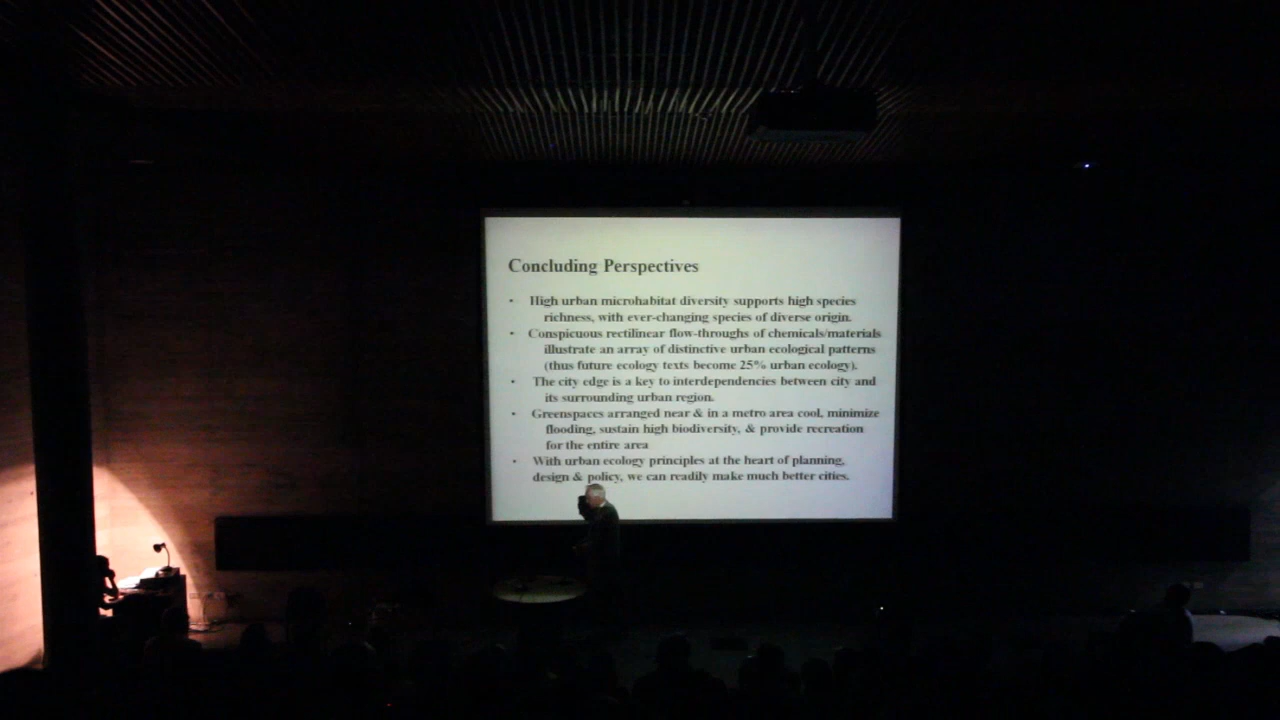 Concluding Perspectives
• High urban microhabitat diversity supports high species
richness, with ever-changing species of diverse origin.
• Conspicuous rectilinear flow-throughs of chemicals/materials
illustrate an array of distinctive urban ecological patterns
(thus future ecology texts become 25% urban ecology).
• The city edge is a key to interdependencies between city and
its surrounding urban region.
• Greenspaces arranged near & in a metro area cool, minimize
flooding, sustain high biodiversity, & provide recreation
for the entire area
• With urban ecology principles at the heart of planning,
design & policy, we can readily make much better cities.